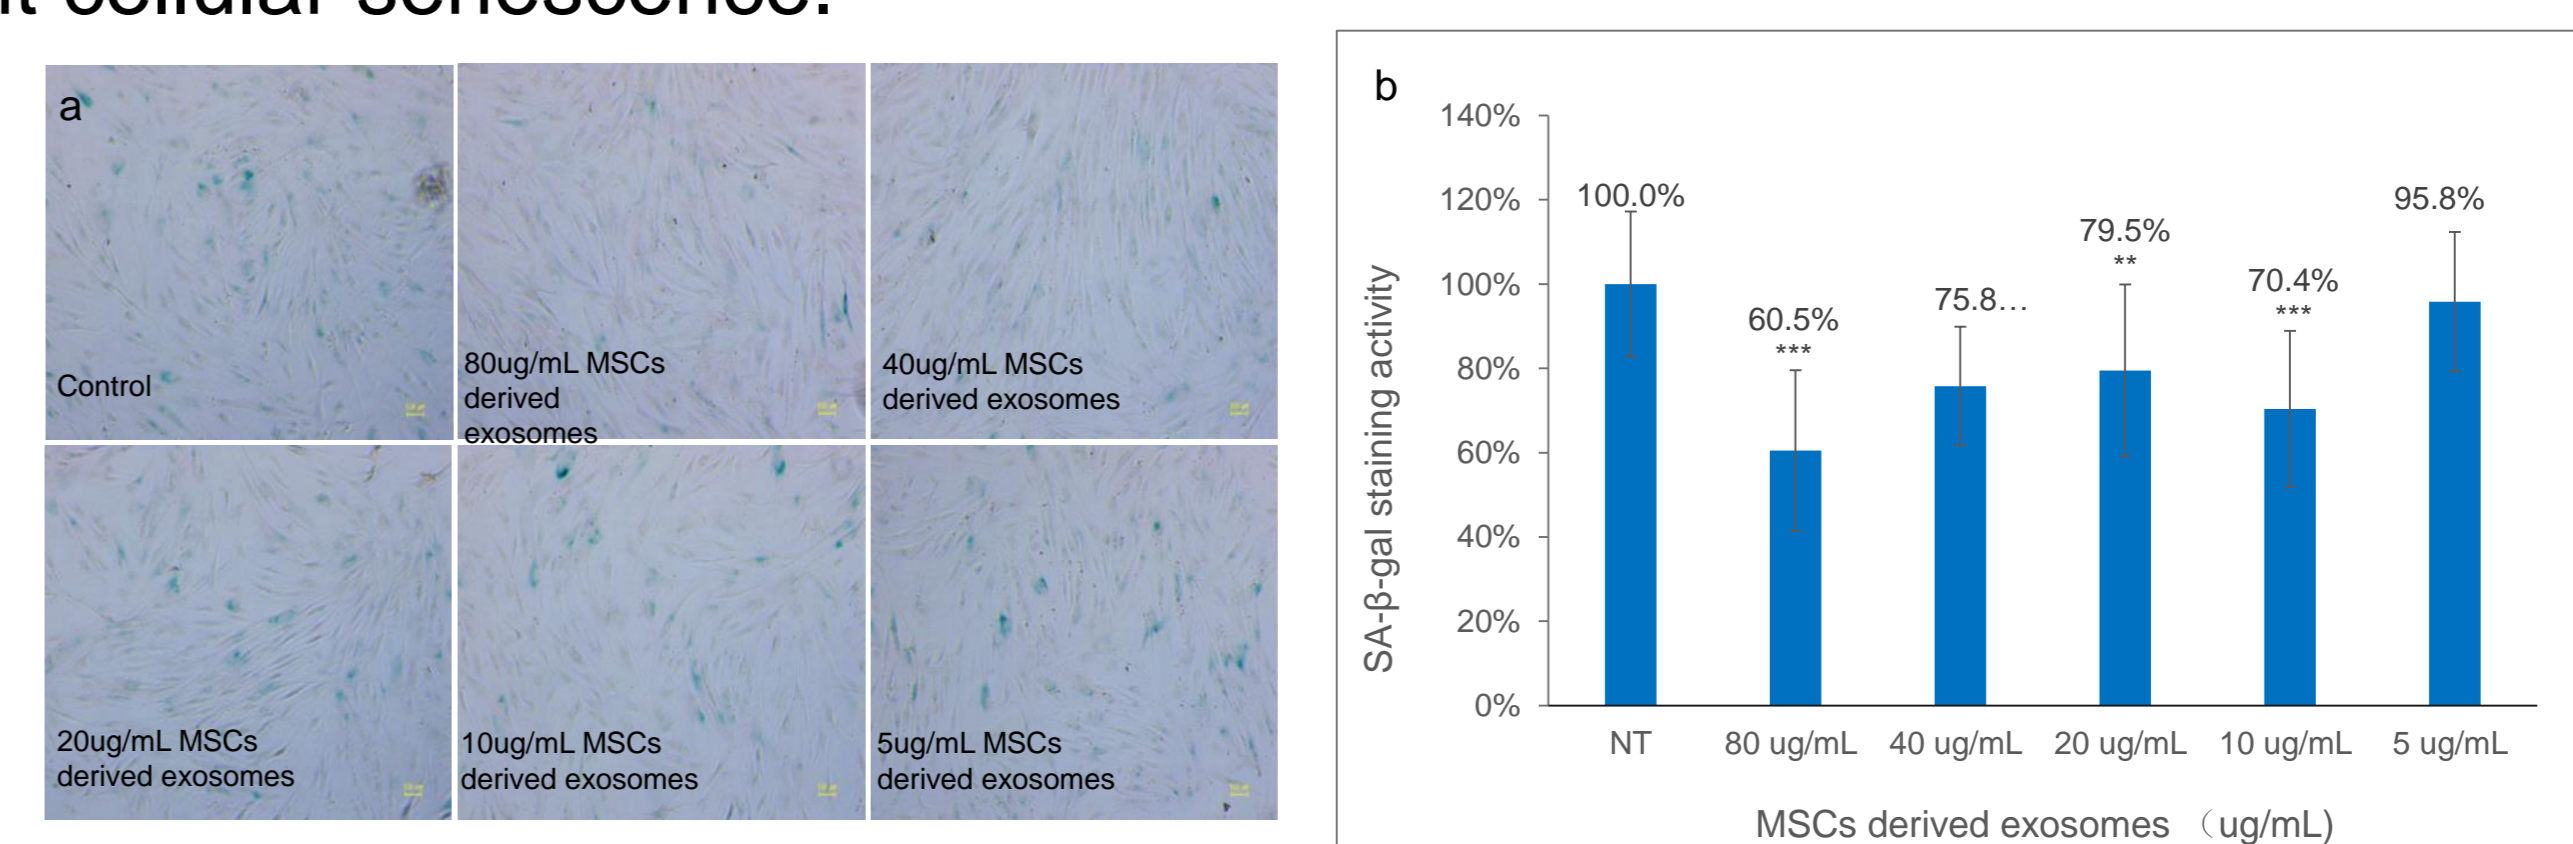 cellular senescence.
a
Control
80ug/mL MSCs
derived
exosomes
40ug/mL MSCs
derived exosomes
20ug/mL MSCs
derived exosomes
10ug/mL MSCs
derived exosomes
5ug/mL MSCs
derived exosomes
b
SA-β-gal staining activity
140%
120%
100%
80%
60%
40%
20%
0%
100.0%
60.5%
***
75.8…
79.5%
**
70.4%
***
95.8%
NT 80 ug/mL 40 ug/mL 20 ug/mL 10 ug/mL 5 ug/mL
MSCs derived exosomes （ug/mL)